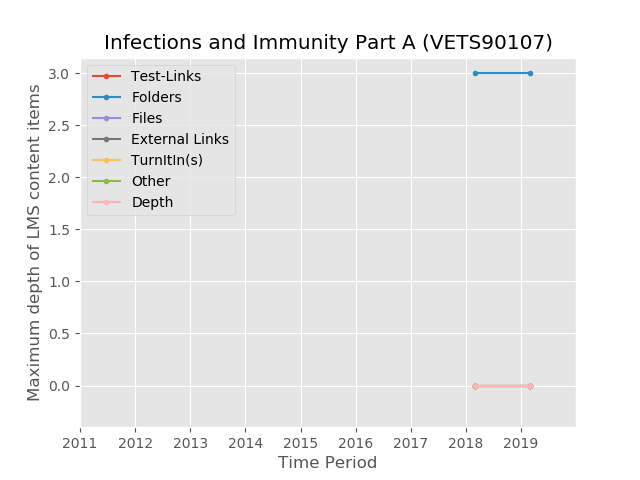 Infections and Immunity Part A (VETS90107)
Maximum depth of LMS content items
3.0
2.5
2.0
1.5
1.0
0.5
0.0
Test-Links
Folders
Files
External Links
TurnItIn(s)
Other
Depth
2011 2012 2013 2014 2015 2016 2017 2018 2019
Time Period